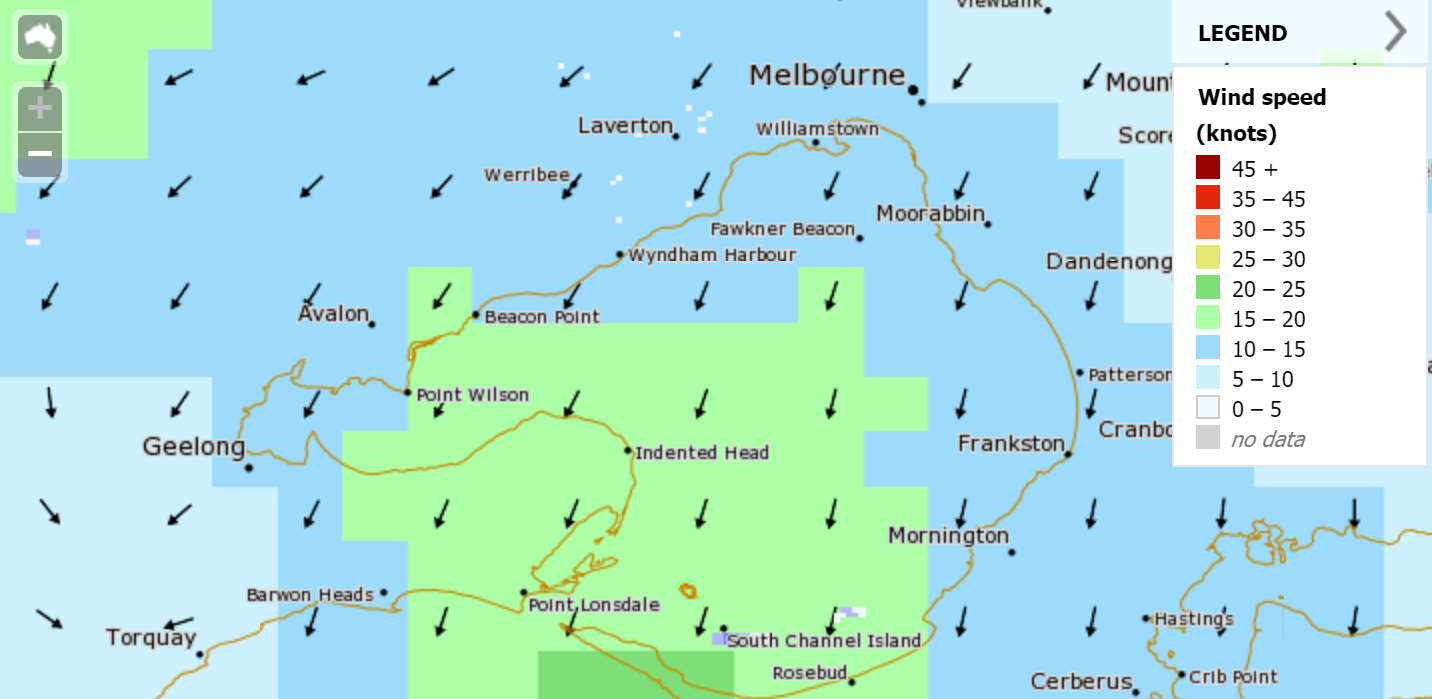 Viewbank
LEGEND
Melbourne
Mount
Wind speed
(knots)
Laverton
Williamstown
Score
45 +
Werribee
35 – 45
Moorabbin
Fawkner Beacon
30 – 35
Wyndham Harbour
Dandenong
25 – 30
20 – 25
Avalon
Beacon Point
15 – 20
10 – 15
Patterson
5 – 10
Point Wilson
0 – 5
Cranbo
Geelong
Frankston
no data
Indented Head
Mornington
Barwon Heads
Point Lonsdale
Hastings
Torquay
South Channel Island
Rosebud
Cerberus
Crib Point